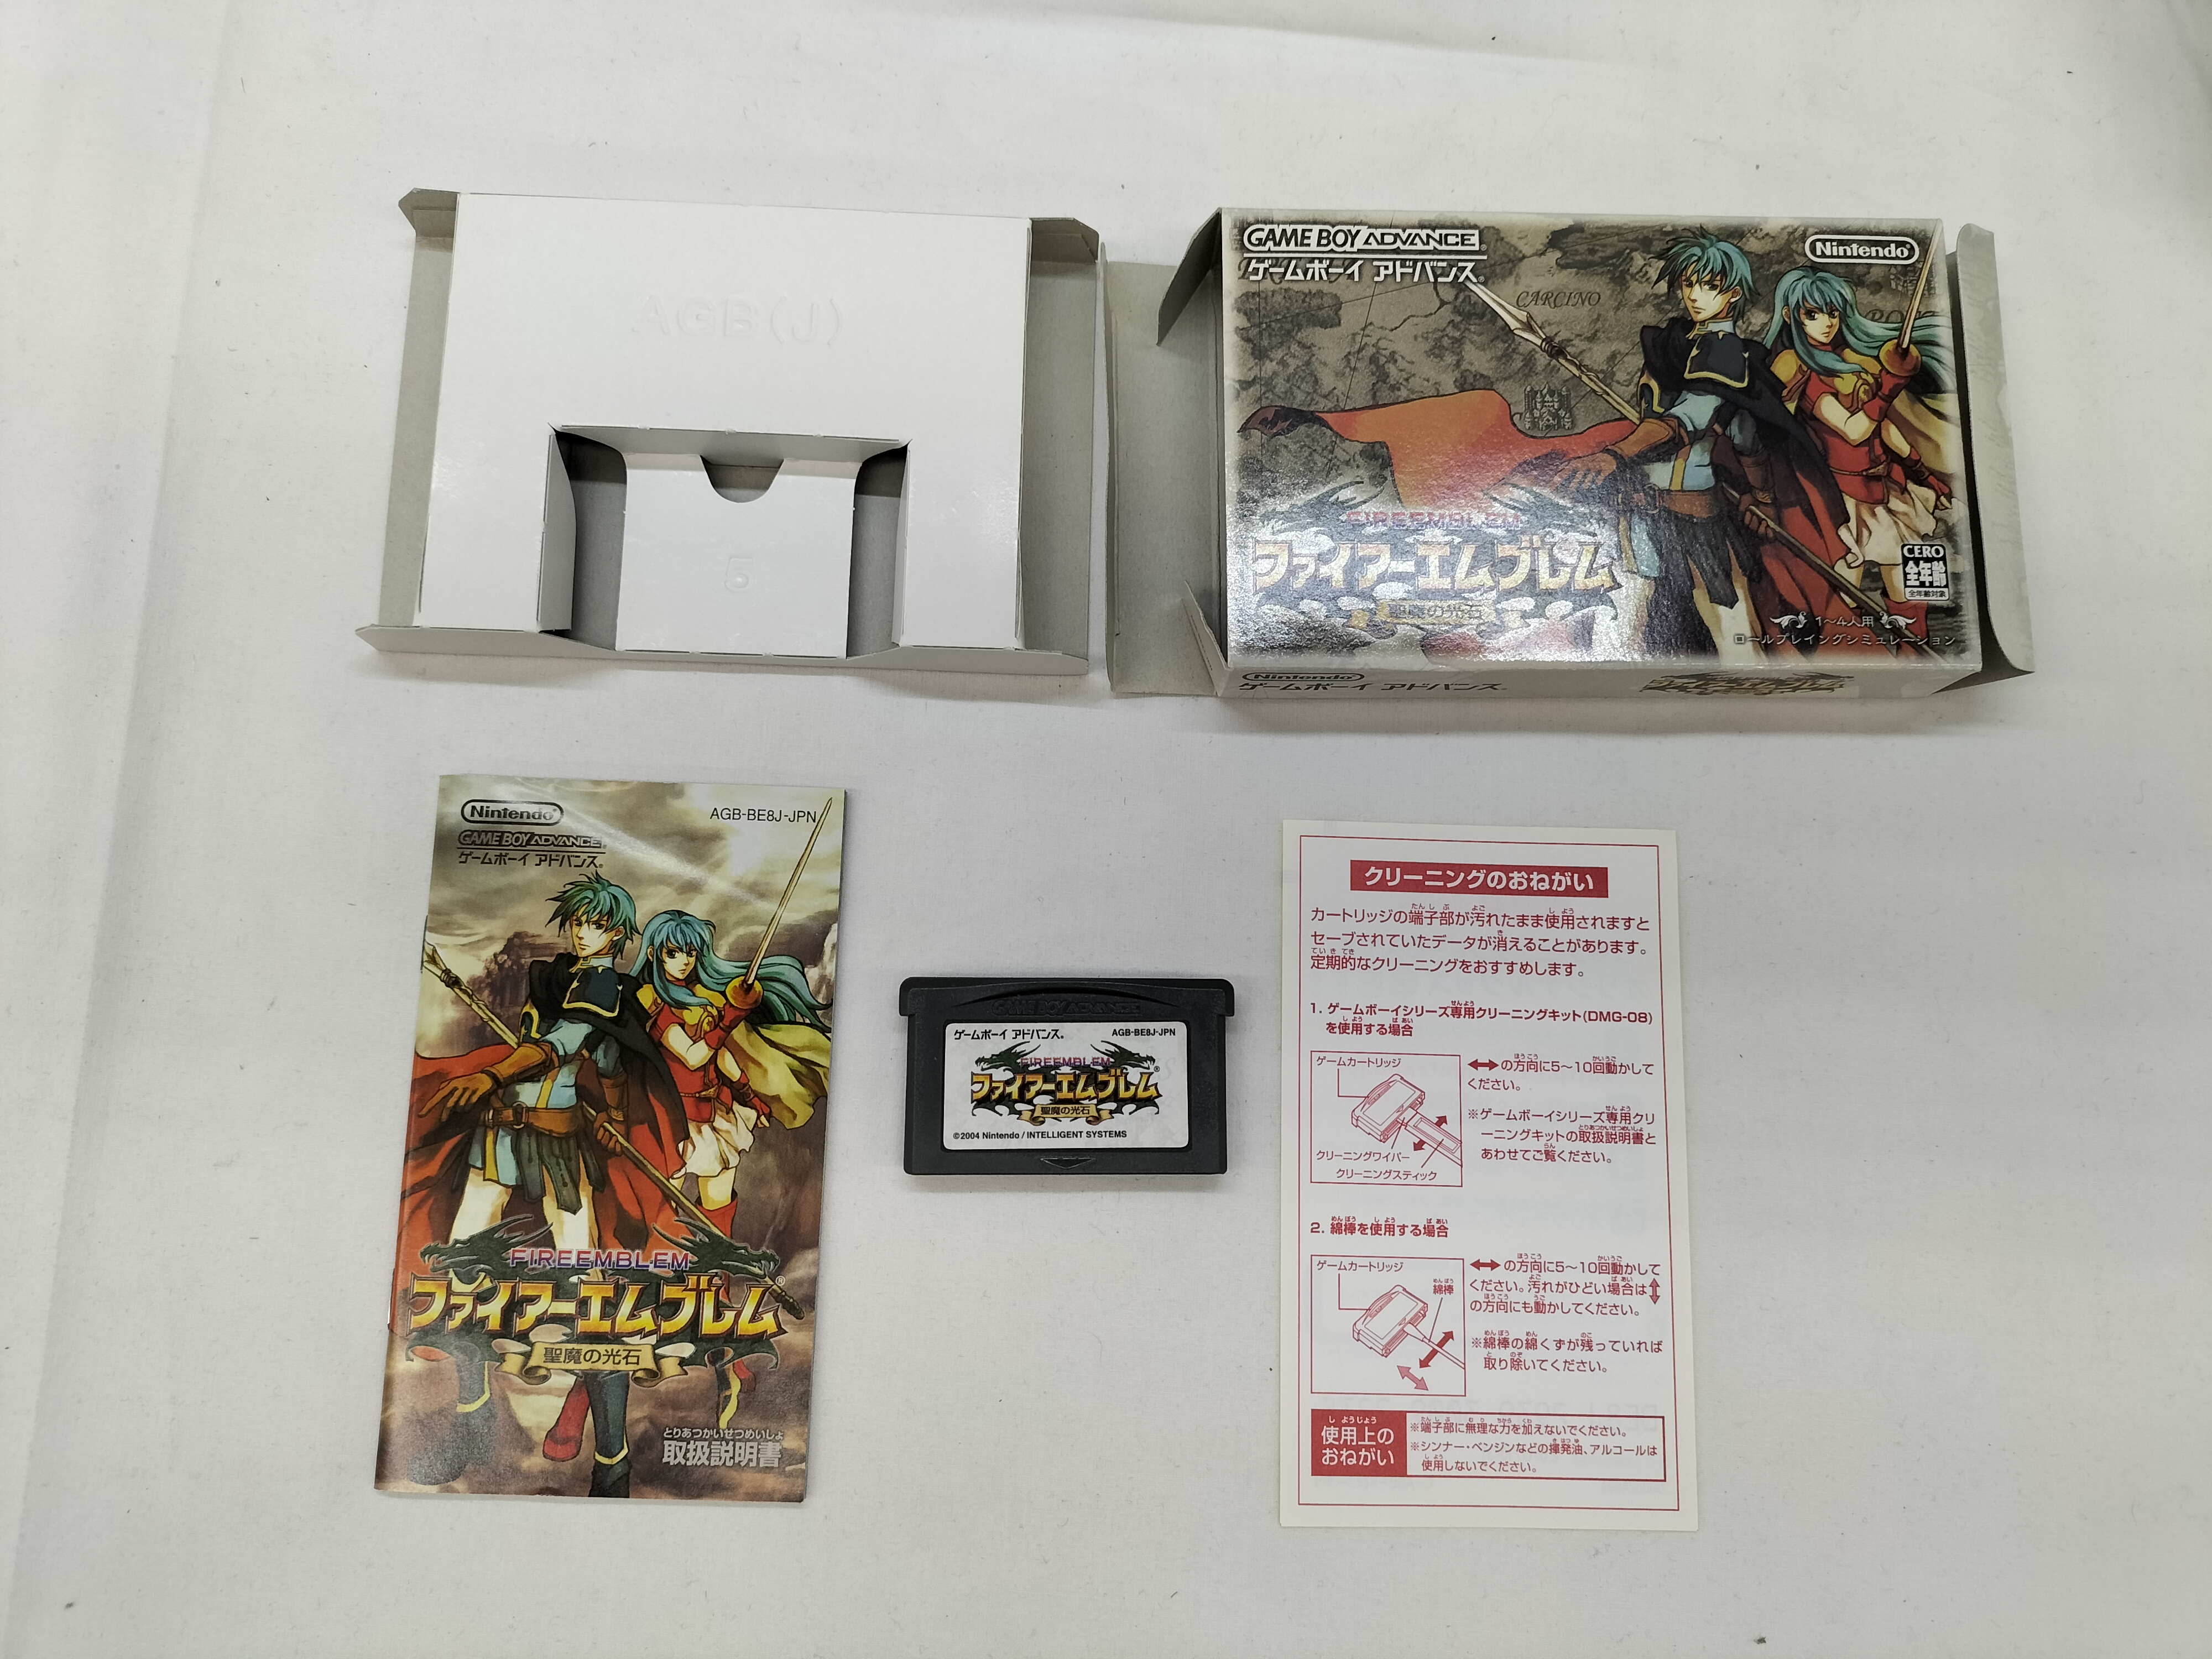 AGB(J)
5
GAME BOY ADVANCE
ゲームボーイ アドバンス
Nintendo
CARCINO
FIREEMBLEM
ファイアーエムブレム
聖魔の光石
CERO
全年齢
全年齢対象
1〜4人用
ロールプレイングシミュレーション
Nintendo
ゲームボーイ アドバンス
Nintendo
AGB-BE8J-JPN
GAME BOY ADVANCE
ゲームボーイ アドバンス
FIREEMBLEM
ファイアーエムブレム®
聖魔の光石
とりあつかいせつめいしょ
取扱説明書
GAME BOY ADVANCE
ゲームボーイ アドバンス
AGB-BE8J-JPN
FIREEMBLEM
ファイアーエムブレム®
聖魔の光石
©2004 Nintendo / INTELLIGENT SYSTEMS
クリーニングのおねがい
カートリッジの端子部が汚れたまま使用されますと
セーブされていたデータが消えることがあります。
定期的なクリーニングをおすすめします。
1. ゲームボーイシリーズ専用クリーニングキット(DMG-08)
を使用する場合
ゲームカートリッジ
クリーニングワイパー
クリーニングスティック
⟷の方向に5〜10回動かして
ください。
※ゲームボーイシリーズ専用クリ
ーニングキットの取扱説明書と
あわせてご覧ください。
2. 綿棒を使用する場合
ゲームカートリッジ
綿棒
⟷の方向に5〜10回動かして
ください。汚れがひどい場合は↕
の方向にも動かしてください。
※綿棒の綿くずが残っていれば
取り除いてください。
使用上の
おねがい
※端子部に無理な力を加えないでください。
※シンナー・ベンジンなどの揮発油、アルコールは
使用しないでください。